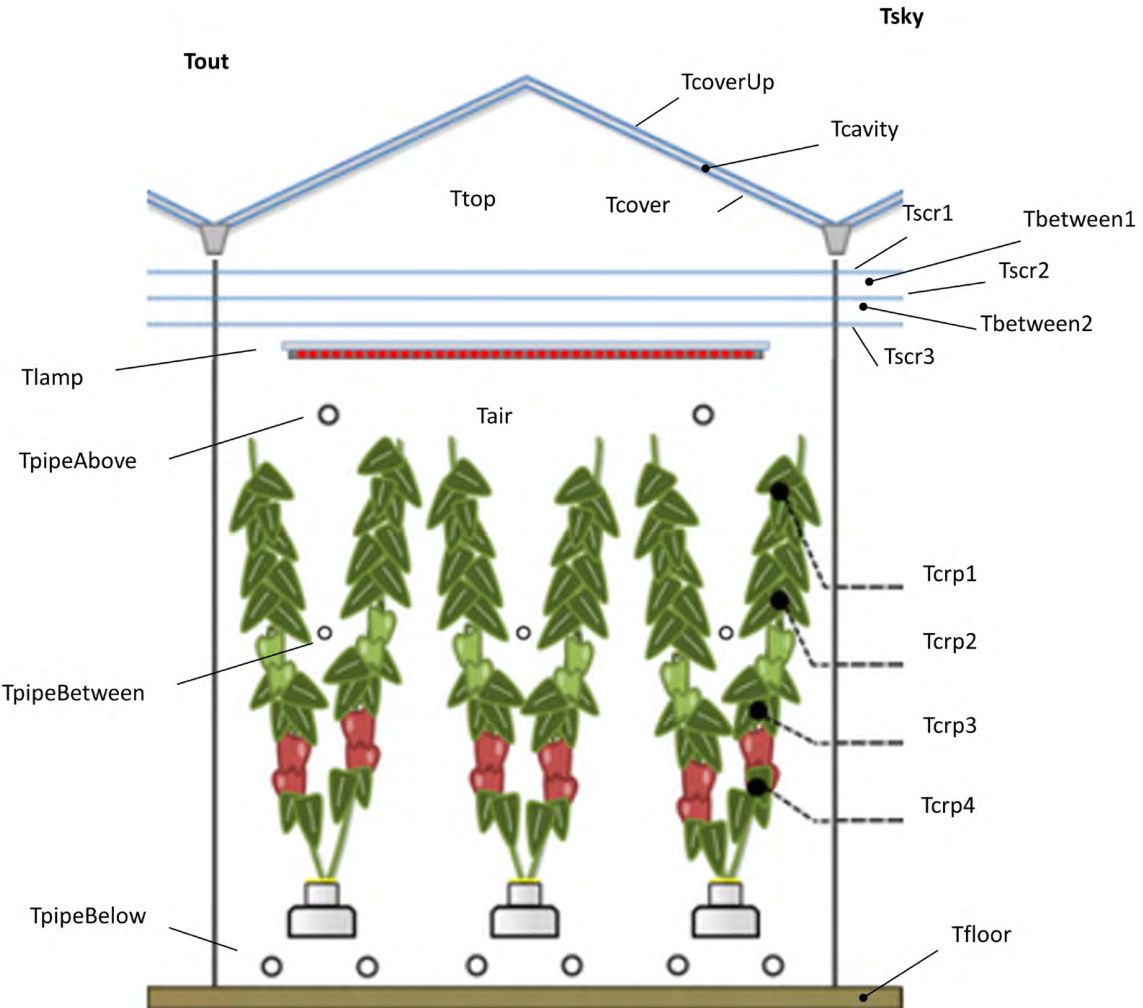 Tsky
Tout
TcoverUp
Tcavity
Ttop
Tcover
Tscr1
Tbetween1
Tscr2
Tbetween2
Tscr3
Tlamp
Tair
TpipeAbove
Tcrp1
Tcrp2
TpipeBetween
Tcrp3
Tcrp4
TpipeBelow
Tfloor